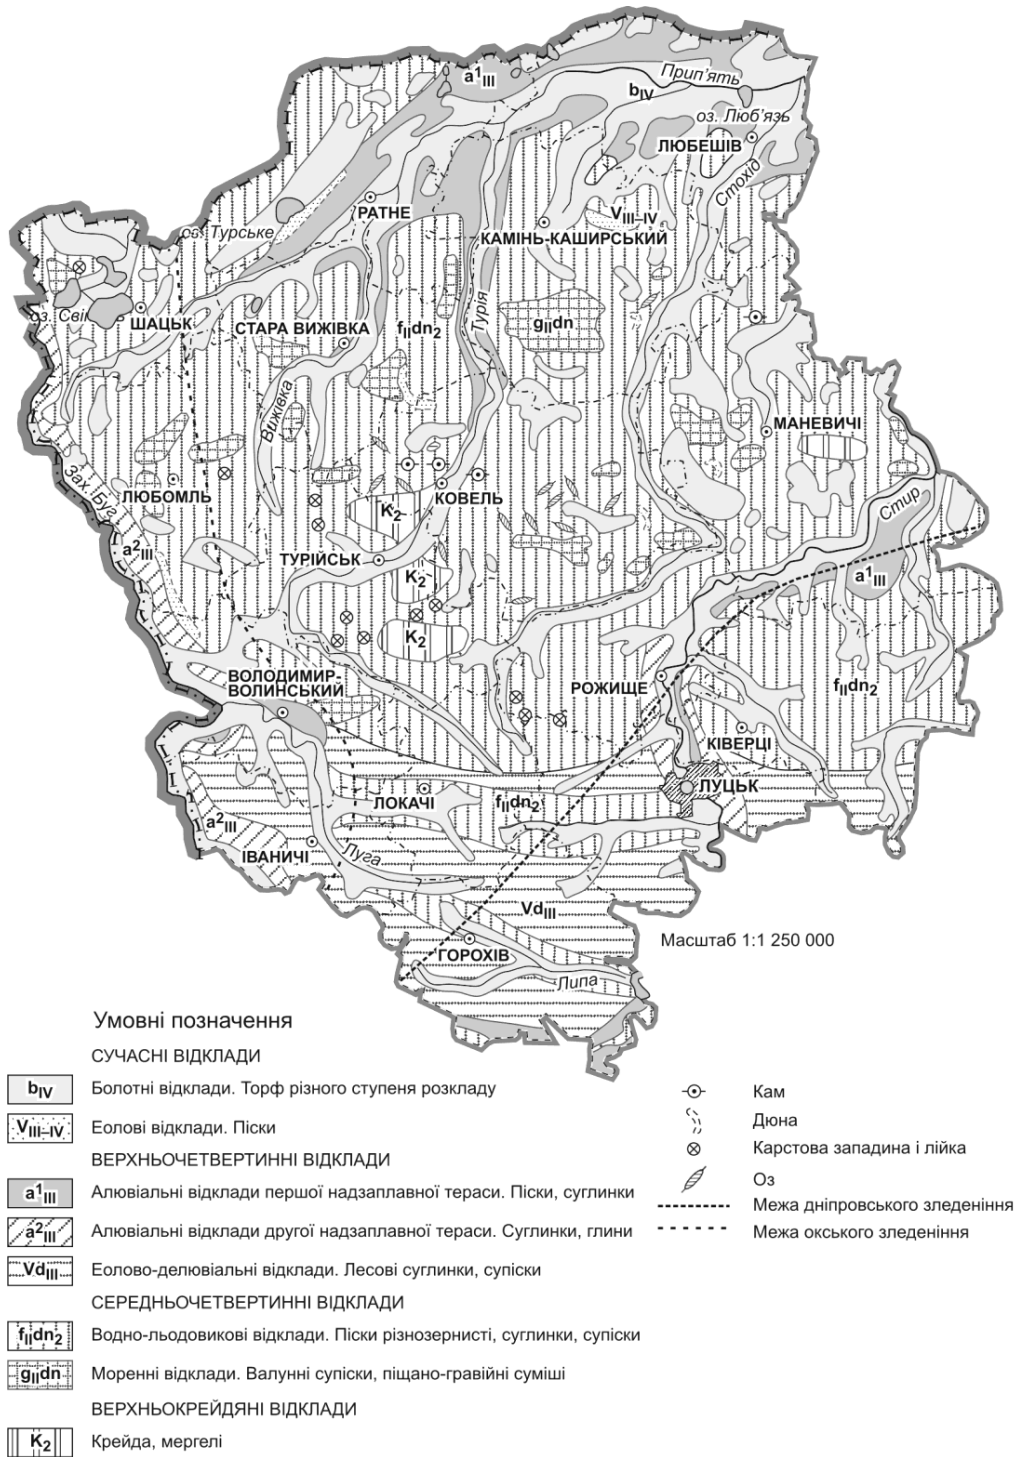 a¹III
Прип'ять
bIV
оз. Люб'язь
ЛЮБЕШІВ
Стохід
РАТНЕ
VIII–IV
оз. Турське
КАМІНЬ-КАШИРСЬКИЙ
Турія
оз. Сві
ШАЦЬК
СТАРА ВИЖІВКА
fIIdn2
gIIdn
Вижівка
МАНЕВИЧІ
Зах. Буг
ЛЮБОМЛЬ
КОВЕЛЬ
K2
Стир
a²III
ТУРІЙСЬК
K2
a¹III
K2
ВОЛОДИМИР-
ВОЛИНСЬКИЙ
РОЖИЩЕ
fIIdn2
КІВЕРЦІ
ЛУЦЬК
ЛОКАЧІ
fIIdn2
a²III
ІВАНИЧІ
Луга
VdIII
Масштаб 1:1 250 000
ГОРОХІВ
Липа
Умовні позначення
СУЧАСНІ ВІДКЛАДИ
bIV Болотні відклади. Торф різного ступеня розкладу
VIII–IV Еолові відклади. Піски
ВЕРХНЬОЧЕТВЕРТИННІ ВІДКЛАДИ
a¹III Алювіальні відклади першої надзаплавної тераси. Піски, суглинки
a²III Алювіальні відклади другої надзаплавної тераси. Суглинки, глини
VdIII Еолово-делювіальні відклади. Лесові суглинки, супіски
СЕРЕДНЬОЧЕТВЕРТИННІ ВІДКЛАДИ
fIIdn2 Водно-льодовикові відклади. Піски різнозернисті, суглинки, супіски
gIIdn Моренні відклади. Валунні супіски, піщано-гравійні суміші
ВЕРХНЬОКРЕЙДЯНІ ВІДКЛАДИ
K2 Крейда, мергелі
Кам
Дюна
Карстова западина і лійка
Оз
Межа дніпровського зледеніння
Межа окського зледеніння